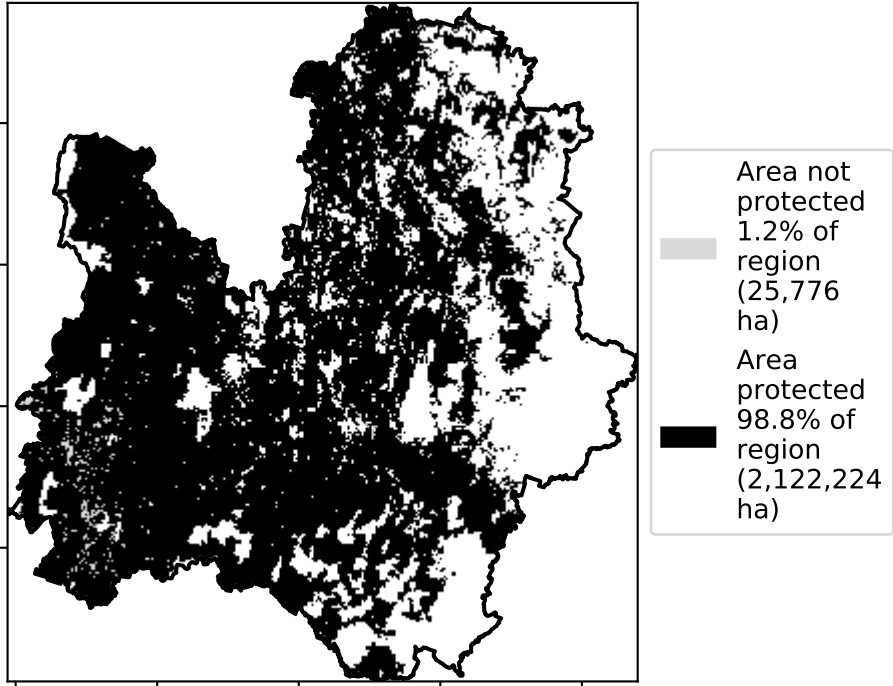 Area not
protected
1.2% of
region
(25,776
ha)
Area
protected
98.8% of
region
(2,122,224
ha)